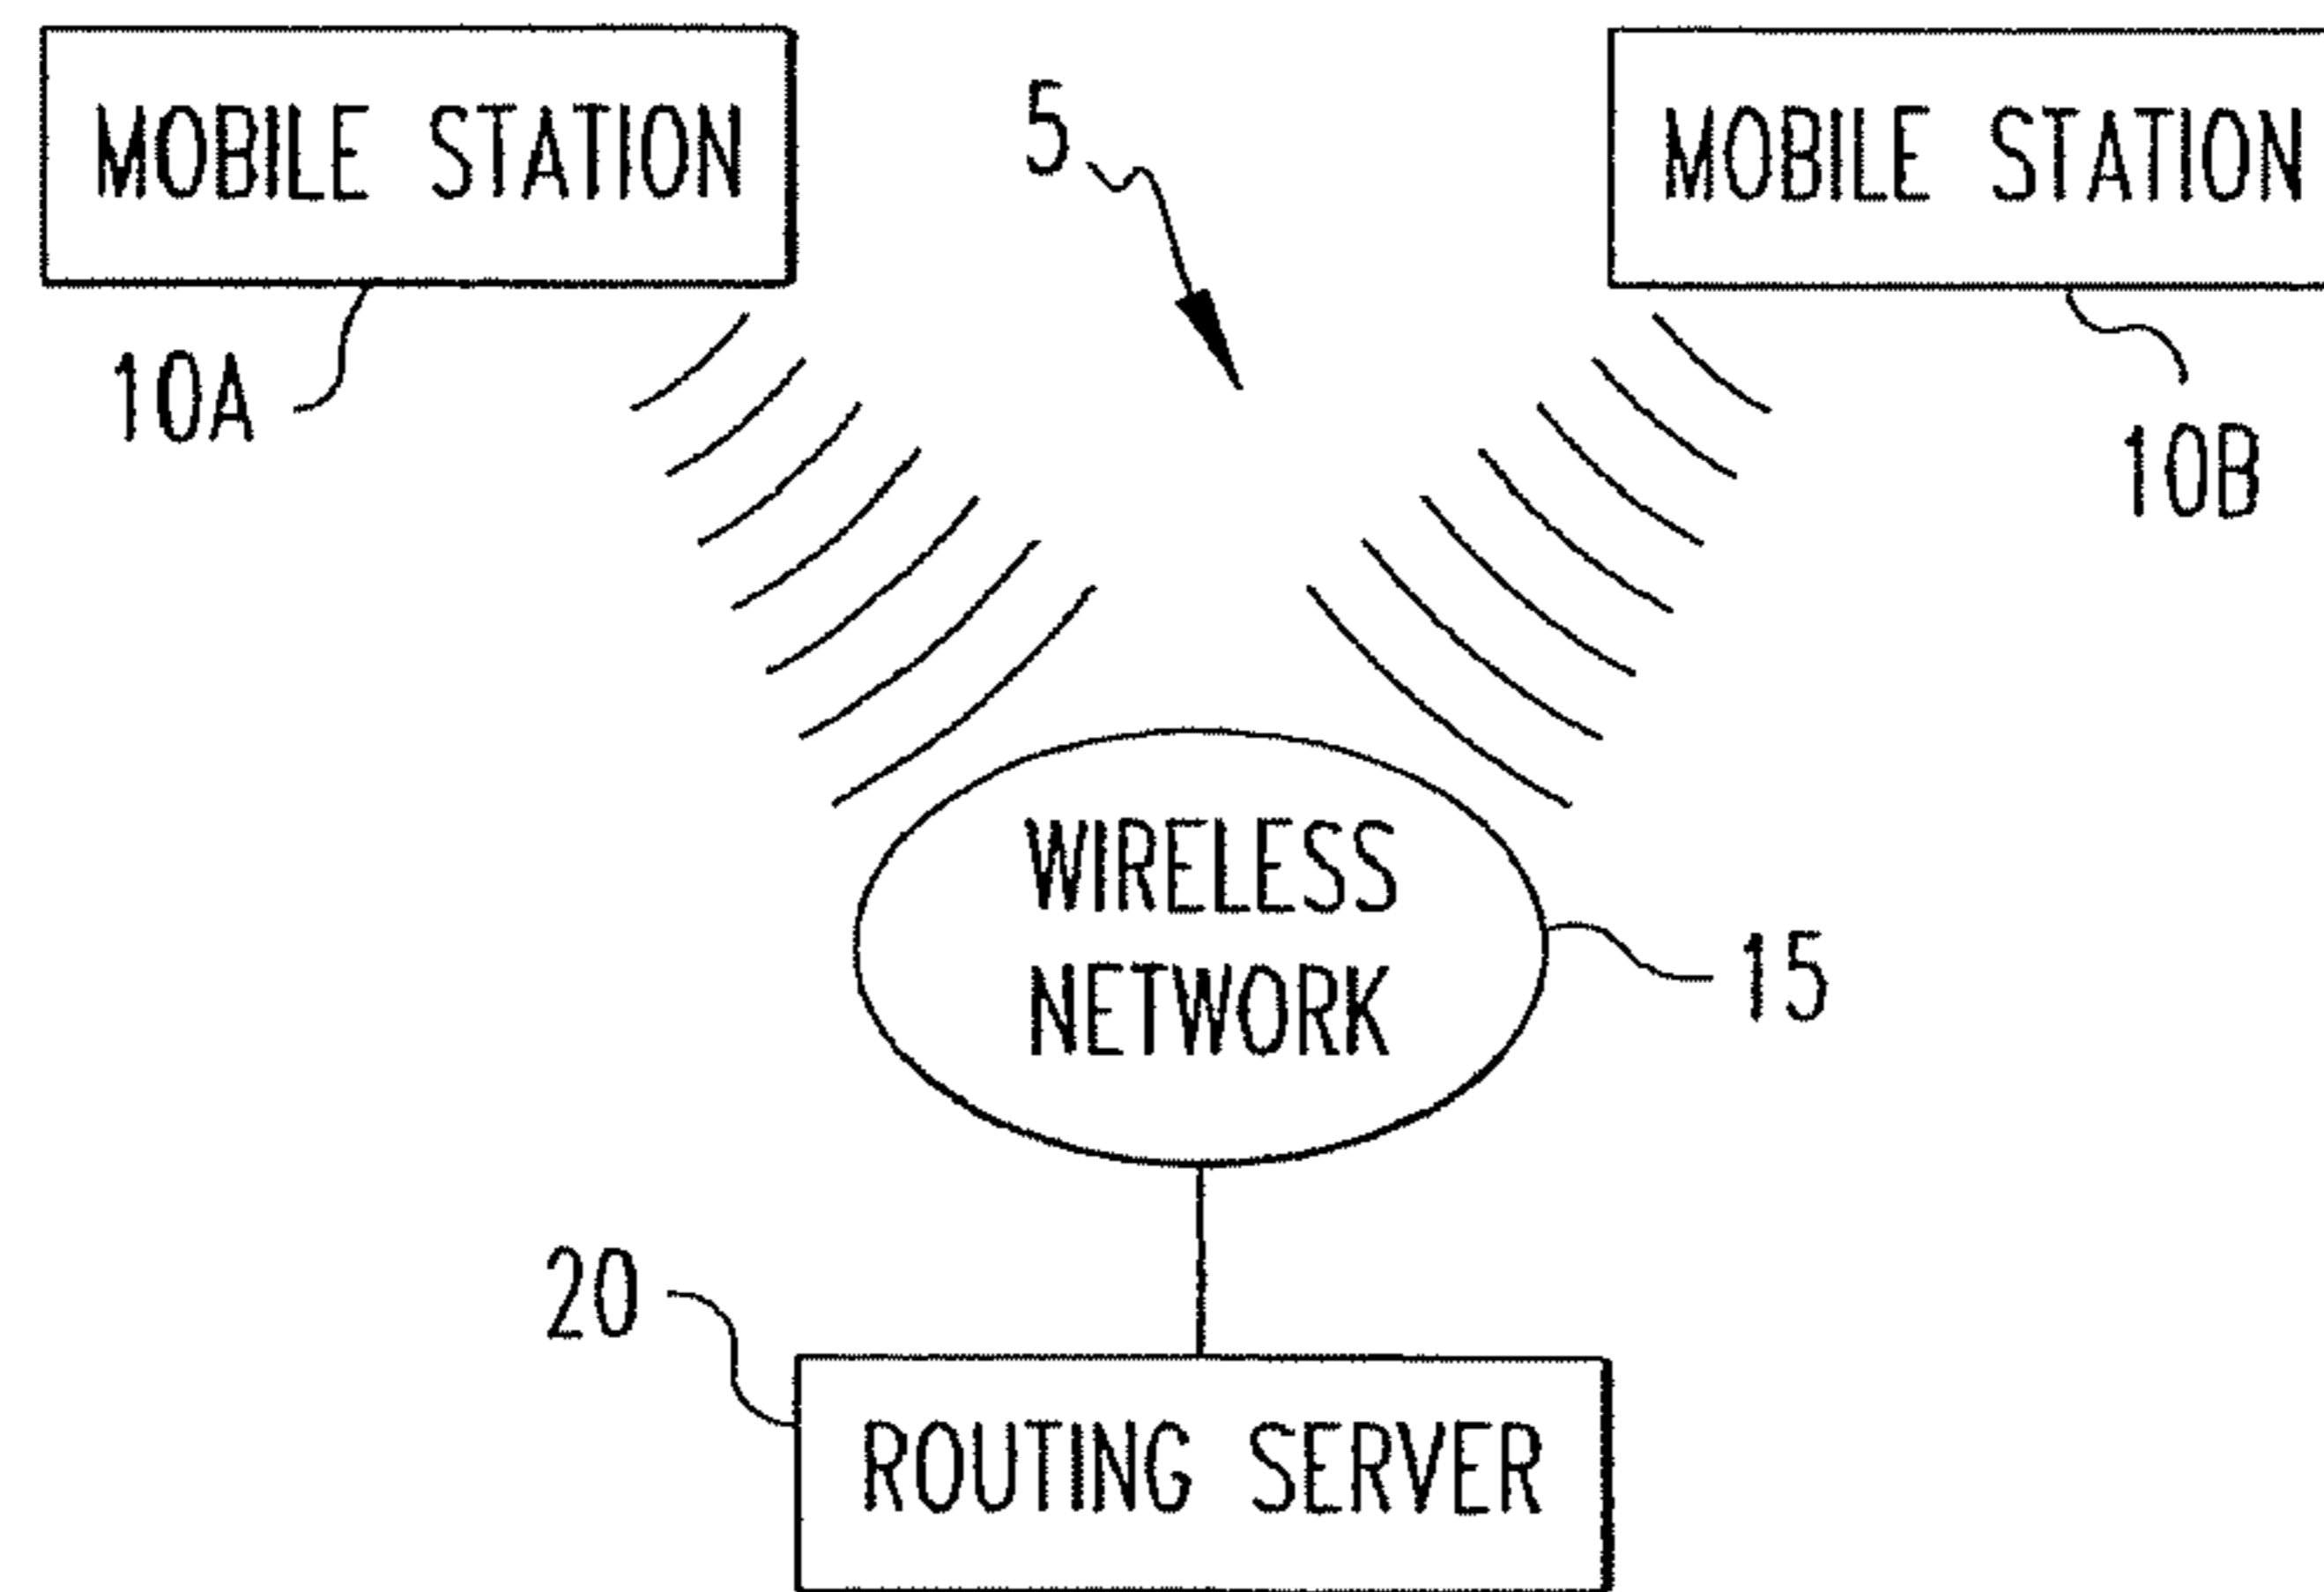 MOBILE STATION
5
MOBILE STATION
10A
10B
WIRELESS
NETWORK
15
20
ROUTING SERVER